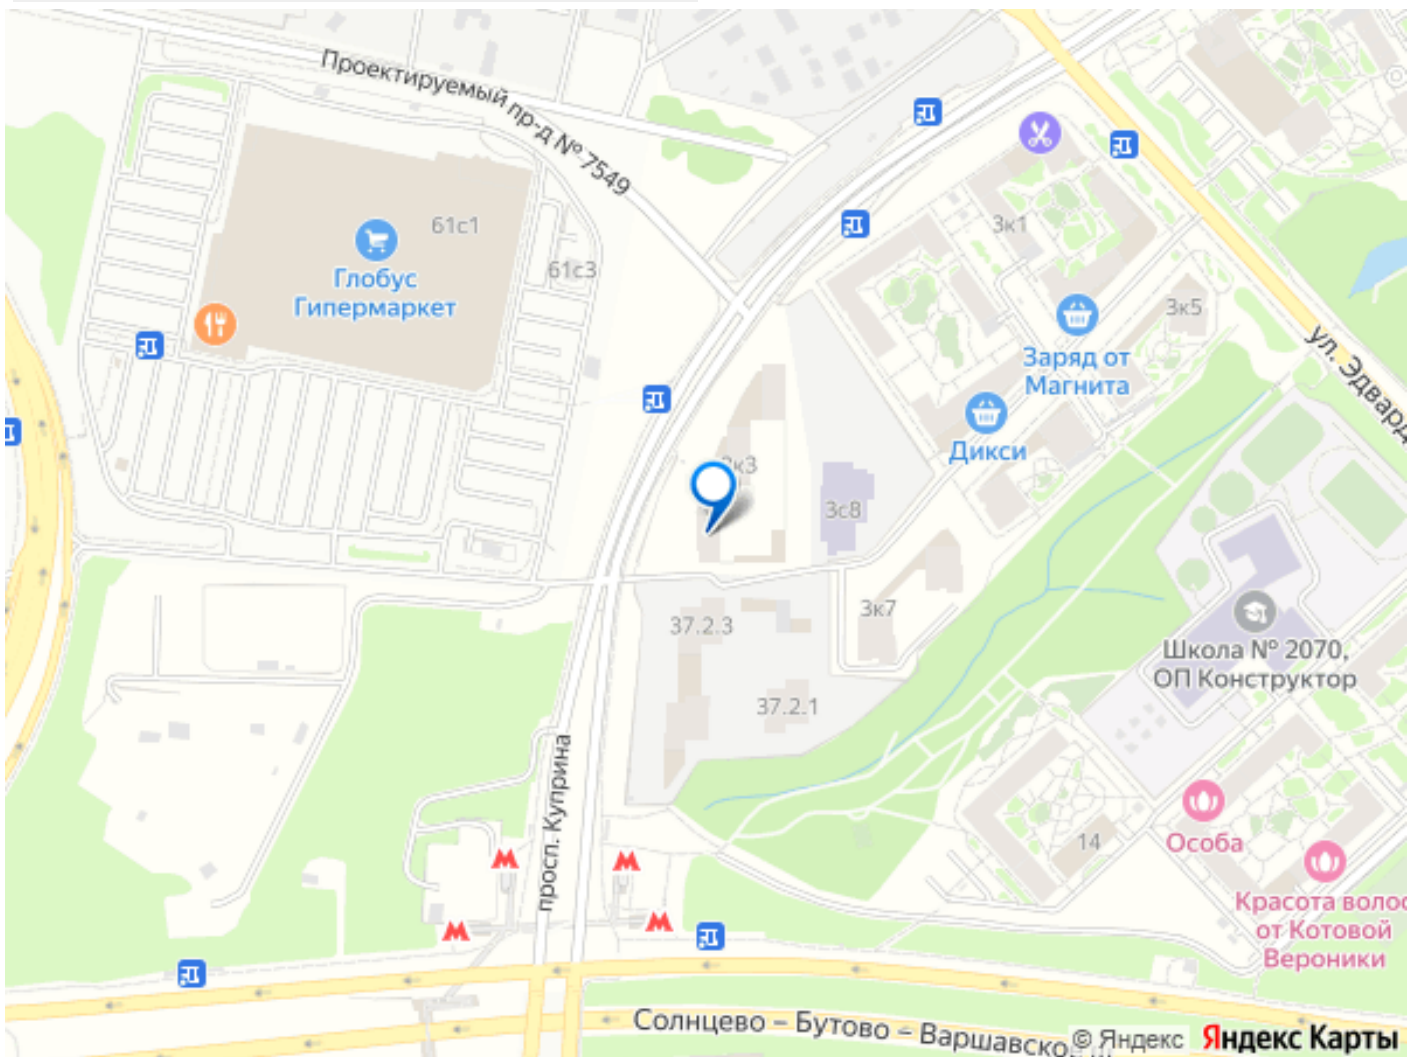 Проектируемый пр-д № 7549
61с1
Глобус
Гипермаркет
61с3
3к1
3к5
Заряд от
Магнита
ул. Эдвард
Дикси
3с8
3к7
37.2.3
37.2.1
Школа № 2070,
ОП Конструктор
просп. Куприна
14
Особа
Красота волос
от Котовой
Вероники
Солнцево – Бутово – Варшавское
© Яндекс Яндекс Карты